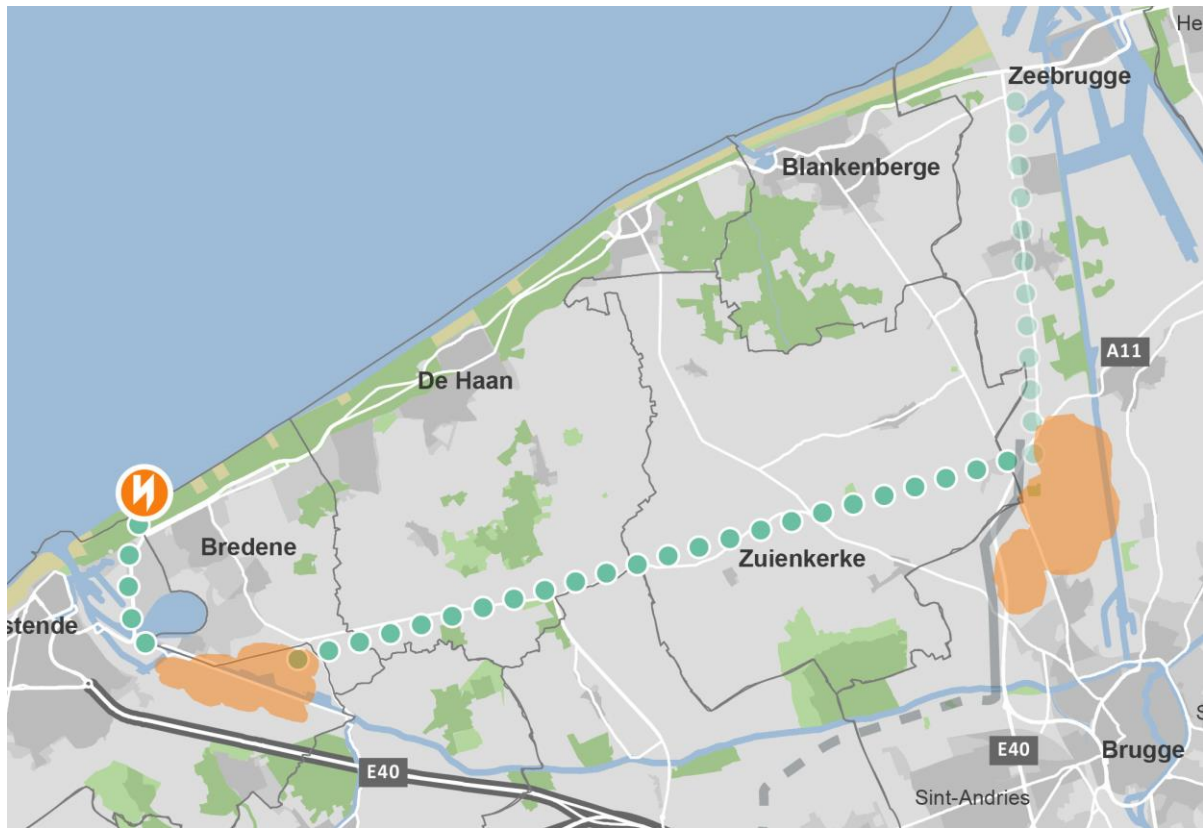 He
Zeebrugge
Blankenberge
A11
De Haan
Bredene
Zuienkerke
stende
E40
E40
Brugge
Sint-Andries
S